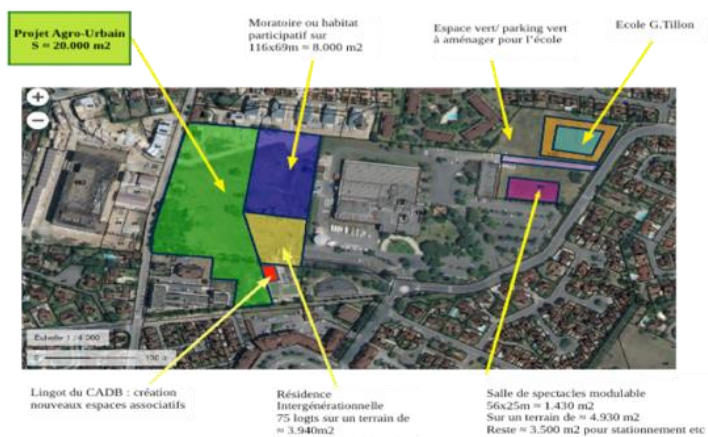 Projet Agro-Urbain
S ≈ 20.000 m2
Moratoire ou habitat
participatif sur
116x69m ≈ 8.000 m2
Espace vert/ parking vert
à aménager pour l'école
Ecole G.Tillon
+
−
Echelle 1 / 4 000
0 100 m
Lingot du CADB : création
nouveaux espaces associatifs
Résidence
Intergénérationnelle
75 logts sur un terrain de
≈ 3.940m2
Salle de spectacles modulable
56x25m ≈ 1.430 m2
Sur un terrain de ≈ 4.930 m2
Reste ≈ 3.500 m2 pour stationnement etc